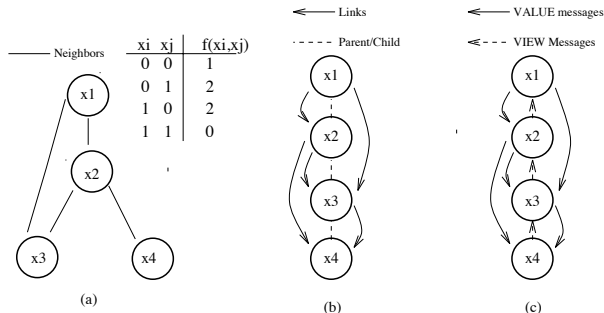 Neighbors
xi xj f(xi,xj)
0 0 1
0 1 2
1 0 2
1 1 0
x1
x2
x3
x4
(a)
Links
Parent/Child
x1
x2
x3
x4
(b)
VALUE messages
VIEW Messages
x1
x2
x3
x4
(c)